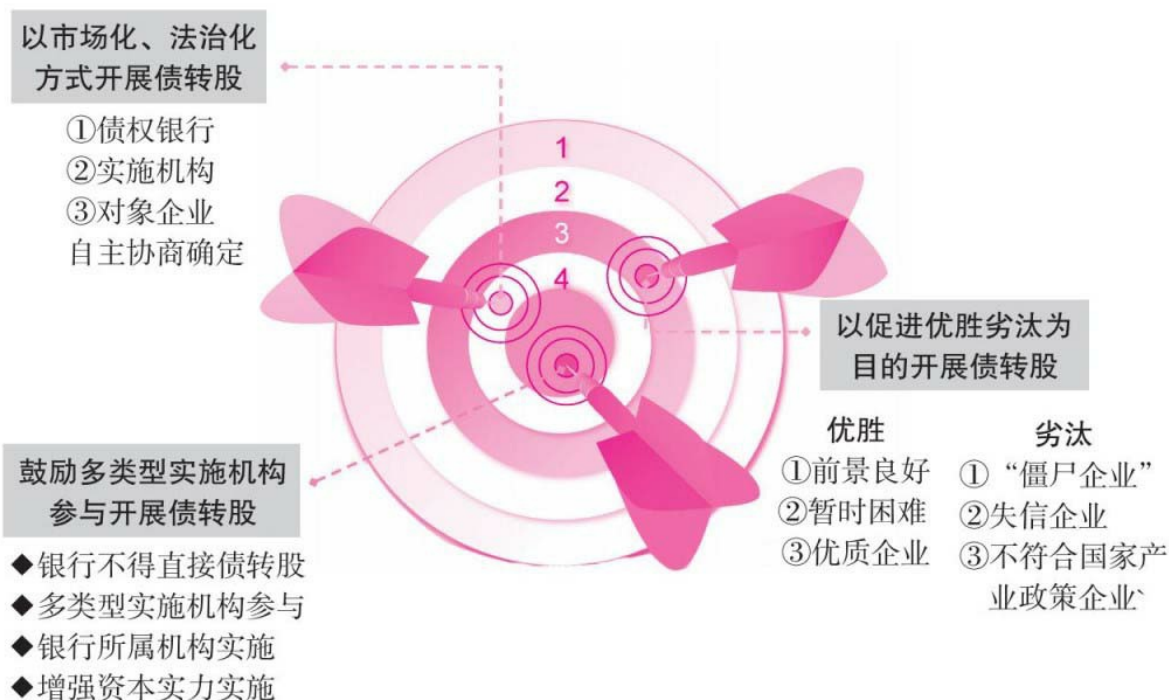 以市场化、法治化
方式开展债转股
①债权银行
②实施机构
③对象企业
自主协商确定
1
2
3
4
以促进优胜劣汰为
目的开展债转股
优胜
①前景良好
②暂时困难
③优质企业
劣汰
①“僵尸企业”
②失信企业
③不符合国家产
业政策企业`
鼓励多类型实施机构
参与开展债转股
◆银行不得直接债转股
◆多类型实施机构参与
◆银行所属机构实施
◆增强资本实力实施